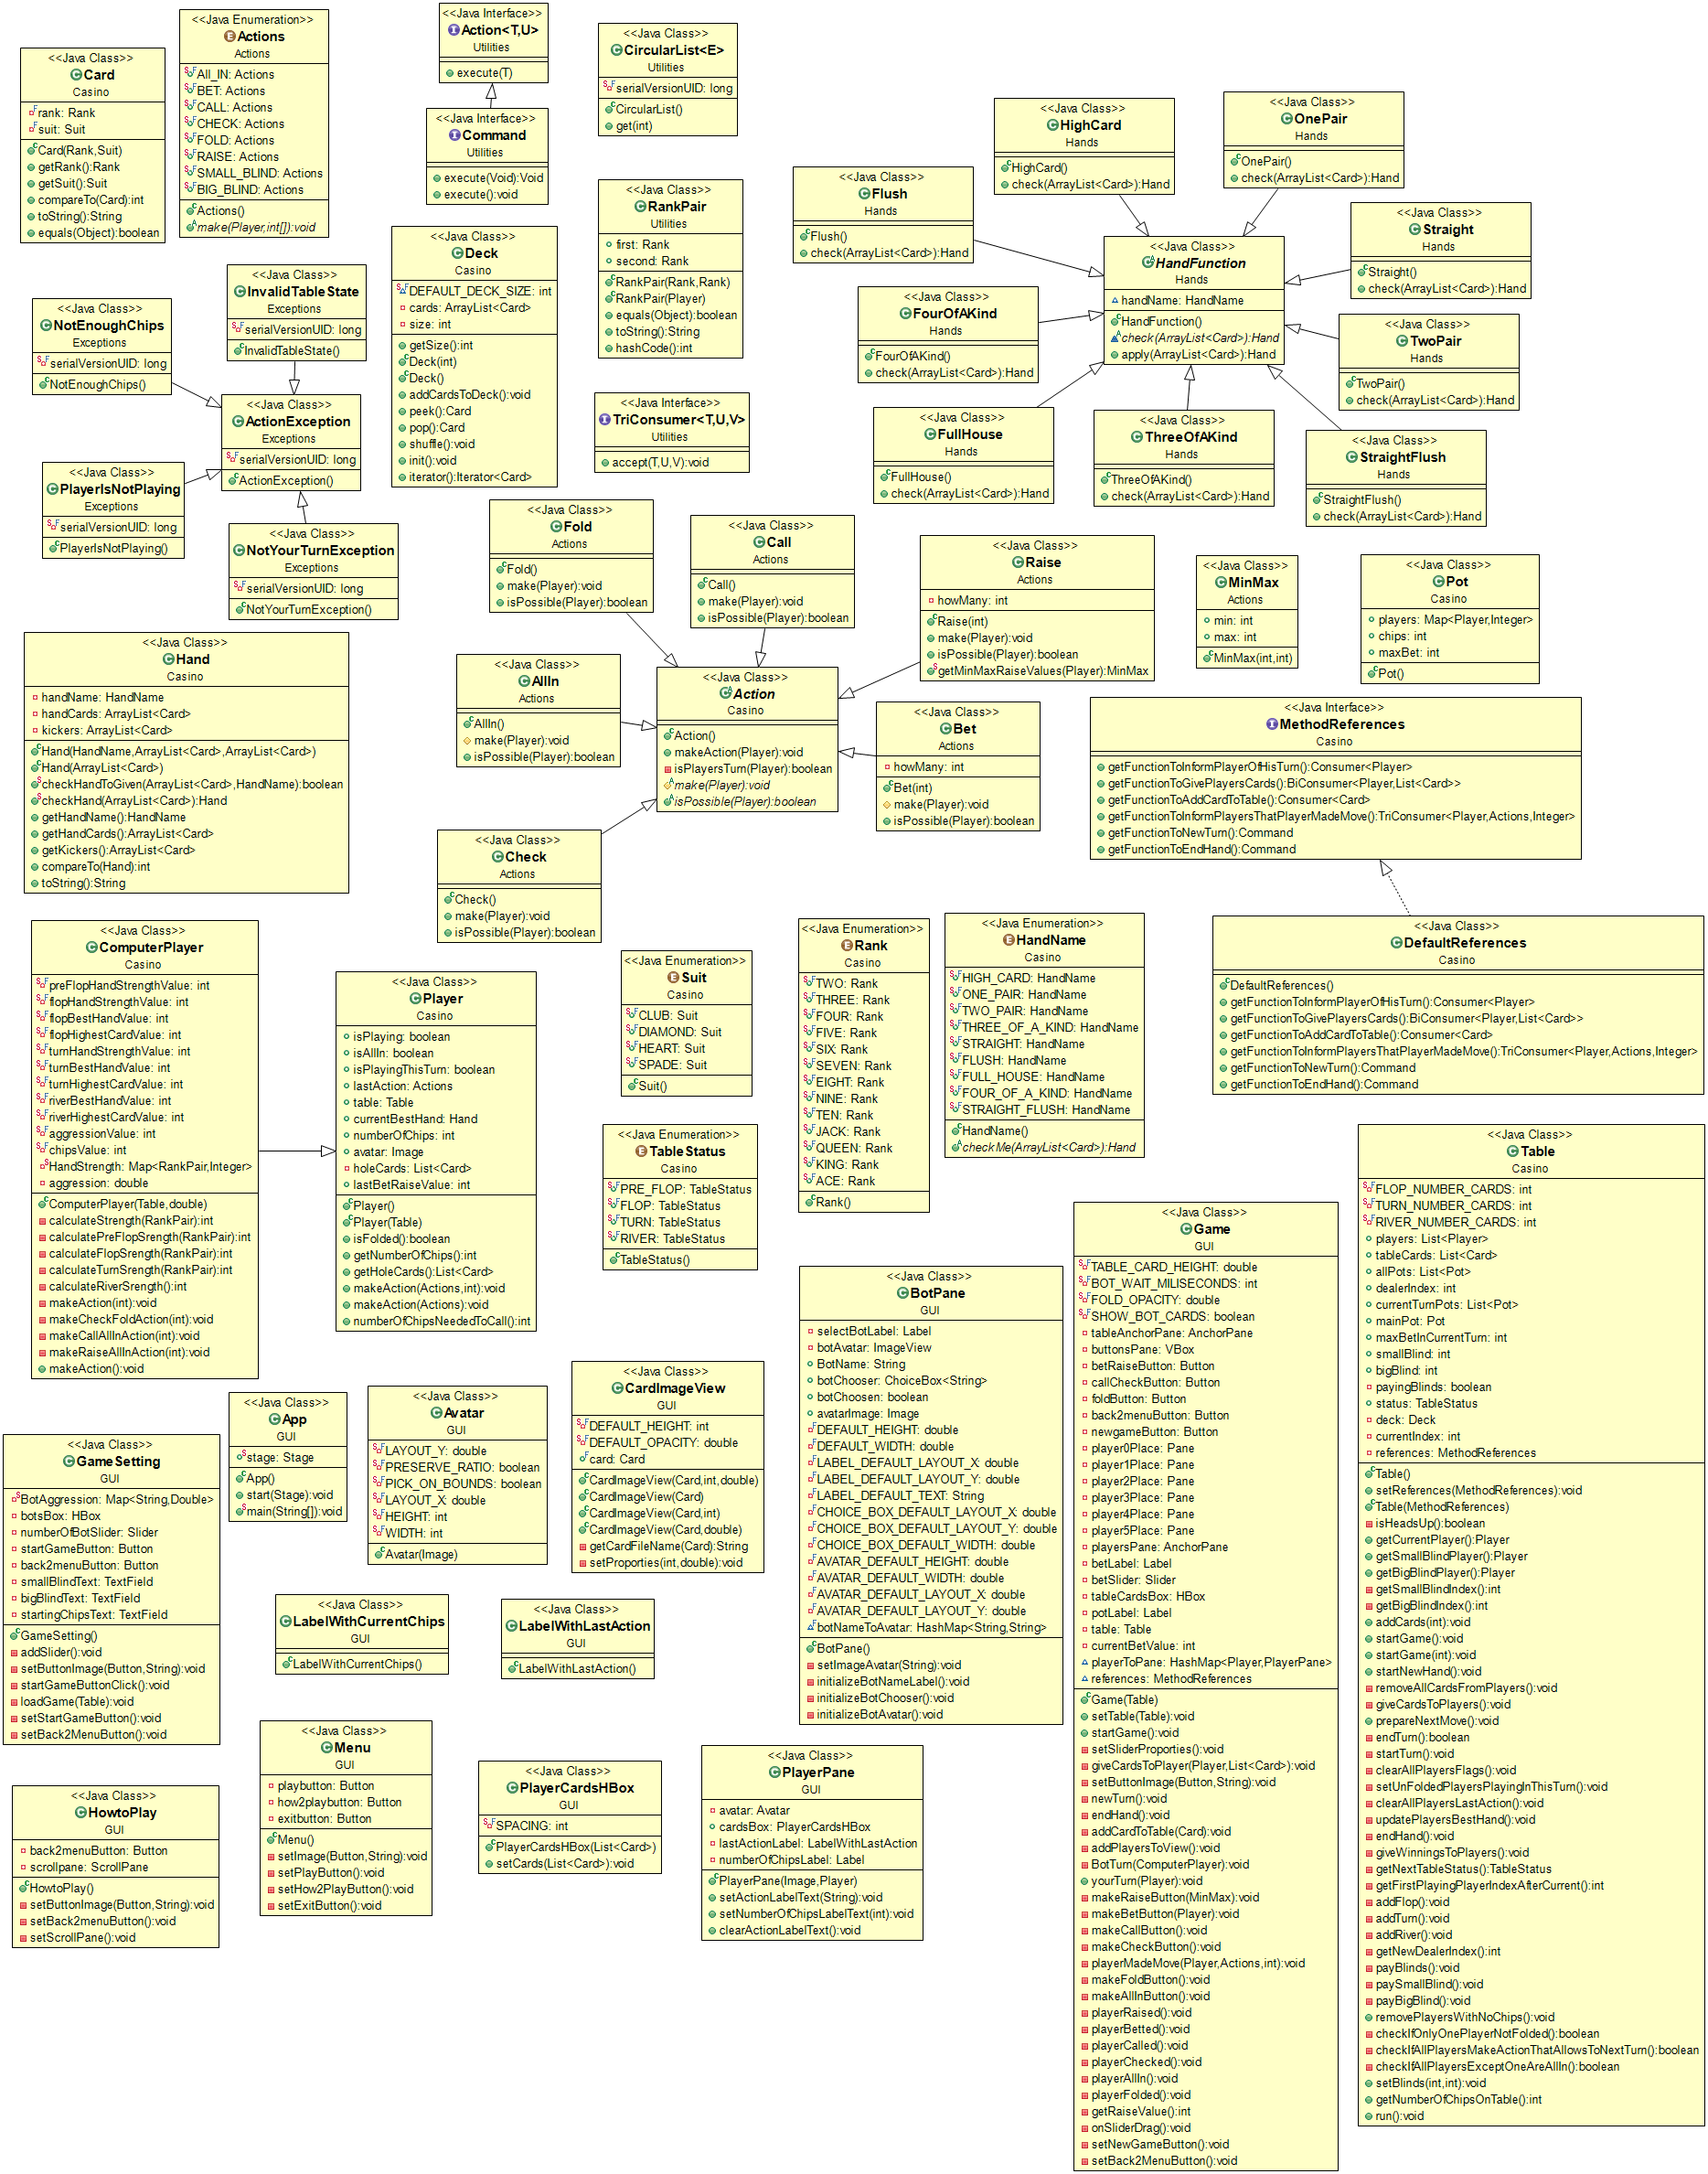 <<Java Class>>
Card
Casino
rank: Rank
suit: Suit
Card(Rank,Suit)
getRank():Rank
getSuit():Suit
compareTo(Card):int
toString():String
equals(Object):boolean
<<Java Enumeration>>
Actions
Actions
All_IN: Actions
BET: Actions
CALL: Actions
CHECK: Actions
FOLD: Actions
RAISE: Actions
SMALL_BLIND: Actions
BIG_BLIND: Actions
Actions()
make(Player,int[]):void
<<Java Interface>>
Action<T,U>
Utilities
execute(T)
<<Java Interface>>
Command
Utilities
execute(Void):Void
execute():void
<<Java Class>>
CircularList<E>
Utilities
serialVersionUID: long
CircularList()
get(int)
<<Java Class>>
RankPair
Utilities
first: Rank
second: Rank
RankPair(Rank,Rank)
RankPair(Player)
equals(Object):boolean
toString():String
hashCode():int
<<Java Interface>>
TriConsumer<T,U,V>
Utilities
accept(T,U,V):void
<<Java Class>>
Deck
Casino
DEFAULT_DECK_SIZE: int
cards: ArrayList<Card>
size: int
getSize():int
Deck(int)
Deck()
addCardsToDeck():void
peek():Card
pop():Card
shuffle():void
init():void
iterator():Iterator<Card>
<<Java Class>>
InvalidTableState
Exceptions
serialVersionUID: long
InvalidTableState()
<<Java Class>>
NotEnoughChips
Exceptions
serialVersionUID: long
NotEnoughChips()
<<Java Class>>
ActionException
Exceptions
serialVersionUID: long
ActionException()
<<Java Class>>
PlayerIsNotPlaying
Exceptions
serialVersionUID: long
PlayerIsNotPlaying()
<<Java Class>>
NotYourTurnException
Exceptions
serialVersionUID: long
NotYourTurnException()
<<Java Class>>
HighCard
Hands
HighCard()
check(ArrayList<Card>):Hand
<<Java Class>>
OnePair
Hands
OnePair()
check(ArrayList<Card>):Hand
<<Java Class>>
Flush
Hands
Flush()
check(ArrayList<Card>):Hand
<<Java Class>>
Straight
Hands
Straight()
check(ArrayList<Card>):Hand
<<Java Class>>
HandFunction
Hands
handName: HandName
HandFunction()
check(ArrayList<Card>):Hand
apply(ArrayList<Card>):Hand
<<Java Class>>
FourOfAKind
Hands
FourOfAKind()
check(ArrayList<Card>):Hand
<<Java Class>>
TwoPair
Hands
TwoPair()
check(ArrayList<Card>):Hand
<<Java Class>>
FullHouse
Hands
FullHouse()
check(ArrayList<Card>):Hand
<<Java Class>>
ThreeOfAKind
Hands
ThreeOfAKind()
check(ArrayList<Card>):Hand
<<Java Class>>
StraightFlush
Hands
StraightFlush()
check(ArrayList<Card>):Hand
<<Java Class>>
Fold
Actions
Fold()
make(Player):void
isPossible(Player):boolean
<<Java Class>>
Call
Actions
Call()
make(Player):void
isPossible(Player):boolean
<<Java Class>>
Raise
Actions
howMany: int
Raise(int)
make(Player):void
isPossible(Player):boolean
getMinMaxRaiseValues(Player):MinMax
<<Java Class>>
MinMax
Actions
min: int
max: int
MinMax(int,int)
<<Java Class>>
Pot
Casino
players: Map<Player,Integer>
chips: int
maxBet: int
Pot()
<<Java Class>>
Hand
Casino
handName: HandName
handCards: ArrayList<Card>
kickers: ArrayList<Card>
Hand(HandName,ArrayList<Card>,ArrayList<Card>)
Hand(ArrayList<Card>)
checkHandToGiven(ArrayList<Card>,HandName):boolean
checkHand(ArrayList<Card>):Hand
getHandName():HandName
getHandCards():ArrayList<Card>
getKickers():ArrayList<Card>
compareTo(Hand):int
toString():String
<<Java Class>>
AllIn
Actions
AllIn()
make(Player):void
isPossible(Player):boolean
<<Java Class>>
Action
Casino
Action()
makeAction(Player):void
isPlayersTurn(Player):boolean
make(Player):void
isPossible(Player):boolean
<<Java Class>>
Bet
Actions
howMany: int
Bet(int)
make(Player):void
isPossible(Player):boolean
<<Java Class>>
Check
Actions
Check()
make(Player):void
isPossible(Player):boolean
<<Java Interface>>
MethodReferences
Casino
getFunctionToInformPlayerOfHisTurn():Consumer<Player>
getFunctionToGivePlayersCards():BiConsumer<Player,List<Card>>
getFunctionToAddCardToTable():Consumer<Card>
getFunctionToInformPlayersThatPlayerMadeMove():TriConsumer<Player,Actions,Integer>
getFunctionToNewTurn():Command
getFunctionToEndHand():Command
<<Java Class>>
DefaultReferences
Casino
DefaultReferences()
getFunctionToInformPlayerOfHisTurn():Consumer<Player>
getFunctionToGivePlayersCards():BiConsumer<Player,List<Card>>
getFunctionToAddCardToTable():Consumer<Card>
getFunctionToInformPlayersThatPlayerMadeMove():TriConsumer<Player,Actions,Integer>
getFunctionToNewTurn():Command
getFunctionToEndHand():Command
<<Java Class>>
ComputerPlayer
Casino
preFlopHandStrengthValue: int
flopHandStrengthValue: int
flopBestHandValue: int
flopHighestCardValue: int
turnHandStrengthValue: int
turnBestHandValue: int
turnHighestCardValue: int
riverBestHandValue: int
riverHighestCardValue: int
aggressionValue: int
chipsValue: int
HandStrength: Map<RankPair,Integer>
aggression: double
ComputerPlayer(Table,double)
calculateStrength(RankPair):int
calculatePreFlopSrength(RankPair):int
calculateFlopSrength(RankPair):int
calculateTurnSrength(RankPair):int
calculateRiverSrength():int
makeAction(int):void
makeCheckFoldAction(int):void
makeCallAllInAction(int):void
makeRaiseAllInAction(int):void
makeAction():void
<<Java Class>>
Player
Casino
isPlaying: boolean
isAllIn: boolean
isPlayingThisTurn: boolean
lastAction: Actions
table: Table
currentBestHand: Hand
numberOfChips: int
avatar: Image
holeCards: List<Card>
lastBetRaiseValue: int
Player()
Player(Table)
isFolded():boolean
getNumberOfChips():int
getHoleCards():List<Card>
makeAction(Actions,int):void
makeAction(Actions):void
numberOfChipsNeededToCall():int
<<Java Enumeration>>
Suit
Casino
CLUB: Suit
DIAMOND: Suit
HEART: Suit
SPADE: Suit
Suit()
<<Java Enumeration>>
TableStatus
Casino
PRE_FLOP: TableStatus
FLOP: TableStatus
TURN: TableStatus
RIVER: TableStatus
TableStatus()
<<Java Enumeration>>
Rank
Casino
TWO: Rank
THREE: Rank
FOUR: Rank
FIVE: Rank
SIX: Rank
SEVEN: Rank
EIGHT: Rank
NINE: Rank
TEN: Rank
JACK: Rank
QUEEN: Rank
KING: Rank
ACE: Rank
Rank()
<<Java Enumeration>>
HandName
Casino
HIGH_CARD: HandName
ONE_PAIR: HandName
TWO_PAIR: HandName
THREE_OF_A_KIND: HandName
STRAIGHT: HandName
FLUSH: HandName
FULL_HOUSE: HandName
FOUR_OF_A_KIND: HandName
STRAIGHT_FLUSH: HandName
HandName()
checkMe(ArrayList<Card>):Hand
<<Java Class>>
Table
Casino
FLOP_NUMBER_CARDS: int
TURN_NUMBER_CARDS: int
RIVER_NUMBER_CARDS: int
players: List<Player>
tableCards: List<Card>
allPots: List<Pot>
dealerIndex: int
currentTurnPots: List<Pot>
mainPot: Pot
maxBetInCurrentTurn: int
smallBlind: int
bigBlind: int
payingBlinds: boolean
status: TableStatus
deck: Deck
currentIndex: int
references: MethodReferences
Table()
setReferences(MethodReferences):void
Table(MethodReferences)
isHeadsUp():boolean
getCurrentPlayer():Player
getSmallBlindPlayer():Player
getBigBlindPlayer():Player
getSmallBlindIndex():int
getBigBlindIndex():int
addCards(int):void
startGame():void
startGame(int):void
startNewHand():void
removeAllCardsFromPlayers():void
giveCardsToPlayers():void
prepareNextMove():void
endTurn():boolean
startTurn():void
clearAllPlayersFlags():void
setUnFoldedPlayersPlayingInThisTurn():void
clearAllPlayersLastAction():void
updatePlayersBestHand():void
endHand():void
giveWinningsToPlayers():void
getNextTableStatus():TableStatus
getFirstPlayingPlayerIndexAfterCurrent():int
addFlop():void
addTurn():void
addRiver():void
getNewDealerIndex():int
payBlinds():void
paySmallBlind():void
payBigBlind():void
removePlayersWithNoChips():void
checkIfOnlyOnePlayerNotFolded():boolean
checkIfAllPlayersMakeActionThatAllowsToNextTurn():boolean
checkIfAllPlayersExceptOneAreAllIn():boolean
setBlinds(int,int):void
getNumberOfChipsOnTable():int
run():void
<<Java Class>>
Game
GUI
TABLE_CARD_HEIGHT: double
BOT_WAIT_MILISECONDS: int
FOLD_OPACITY: double
SHOW_BOT_CARDS: boolean
tableAnchorPane: AnchorPane
buttonsPane: VBox
betRaiseButton: Button
callCheckButton: Button
foldButton: Button
back2menuButton: Button
newgameButton: Button
player0Place: Pane
player1Place: Pane
player2Place: Pane
player3Place: Pane
player4Place: Pane
player5Place: Pane
playersPane: AnchorPane
betLabel: Label
betSlider: Slider
tableCardsBox: HBox
potLabel: Label
table: Table
currentBetValue: int
playerToPane: HashMap<Player,PlayerPane>
references: MethodReferences
Game(Table)
setTable(Table):void
startGame():void
setSliderProporties():void
giveCardsToPlayer(Player,List<Card>):void
setButtonImage(Button,String):void
newTurn():void
endHand():void
addCardToTable(Card):void
addPlayersToView():void
BotTurn(ComputerPlayer):void
yourTurn(Player):void
makeRaiseButton(MinMax):void
makeBetButton(Player):void
makeCallButton():void
makeCheckButton():void
playerMadeMove(Player,Actions,int):void
makeFoldButton():void
makeAllInButton():void
playerRaised():void
playerBetted():void
playerCalled():void
playerChecked():void
playerAllIn():void
playerFolded():void
getRaiseValue():int
onSliderDrag():void
setNewGameButton():void
setBack2MenuButton():void
<<Java Class>>
BotPane
GUI
selectBotLabel: Label
botAvatar: ImageView
BotName: String
botChooser: ChoiceBox<String>
botChoosen: boolean
avatarImage: Image
DEFAULT_HEIGHT: double
DEFAULT_WIDTH: double
LABEL_DEFAULT_LAYOUT_X: double
LABEL_DEFAULT_LAYOUT_Y: double
LABEL_DEFAULT_TEXT: String
CHOICE_BOX_DEFAULT_LAYOUT_X: double
CHOICE_BOX_DEFAULT_LAYOUT_Y: double
CHOICE_BOX_DEFAULT_WIDTH: double
AVATAR_DEFAULT_HEIGHT: double
AVATAR_DEFAULT_WIDTH: double
AVATAR_DEFAULT_LAYOUT_X: double
AVATAR_DEFAULT_LAYOUT_Y: double
botNameToAvatar: HashMap<String,String>
BotPane()
setImageAvatar(String):void
initializeBotNameLabel():void
initializeBotChooser():void
initializeBotAvatar():void
<<Java Class>>
CardImageView
GUI
DEFAULT_HEIGHT: int
DEFAULT_OPACITY: double
card: Card
CardImageView(Card,int,double)
CardImageView(Card)
CardImageView(Card,int)
CardImageView(Card,double)
getCardFileName(Card):String
setProporties(int,double):void
<<Java Class>>
Avatar
GUI
LAYOUT_Y: double
PRESERVE_RATIO: boolean
PICK_ON_BOUNDS: boolean
LAYOUT_X: double
HEIGHT: int
WIDTH: int
Avatar(Image)
<<Java Class>>
App
GUI
stage: Stage
App()
start(Stage):void
main(String[]):void
<<Java Class>>
GameSetting
GUI
BotAggression: Map<String,Double>
botsBox: HBox
numberOfBotSlider: Slider
startGameButton: Button
back2menuButton: Button
smallBlindText: TextField
bigBlindText: TextField
startingChipsText: TextField
GameSetting()
addSlider():void
setButtonImage(Button,String):void
startGameButtonClick():void
loadGame(Table):void
setStartGameButton():void
setBack2MenuButton():void
<<Java Class>>
LabelWithCurrentChips
GUI
LabelWithCurrentChips()
<<Java Class>>
LabelWithLastAction
GUI
LabelWithLastAction()
<<Java Class>>
Menu
GUI
playbutton: Button
how2playbutton: Button
exitbutton: Button
Menu()
setImage(Button,String):void
setPlayButton():void
setHow2PlayButton():void
setExitButton():void
<<Java Class>>
PlayerCardsHBox
GUI
SPACING: int
PlayerCardsHBox(List<Card>)
setCards(List<Card>):void
<<Java Class>>
PlayerPane
GUI
avatar: Avatar
cardsBox: PlayerCardsHBox
lastActionLabel: LabelWithLastAction
numberOfChipsLabel: Label
PlayerPane(Image,Player)
setActionLabelText(String):void
setNumberOfChipsLabelText(int):void
clearActionLabelText():void
<<Java Class>>
HowtoPlay
GUI
back2menuButton: Button
scrollpane: ScrollPane
HowtoPlay()
setButtonImage(Button,String):void
setBack2menuButton():void
setScrollPane():void